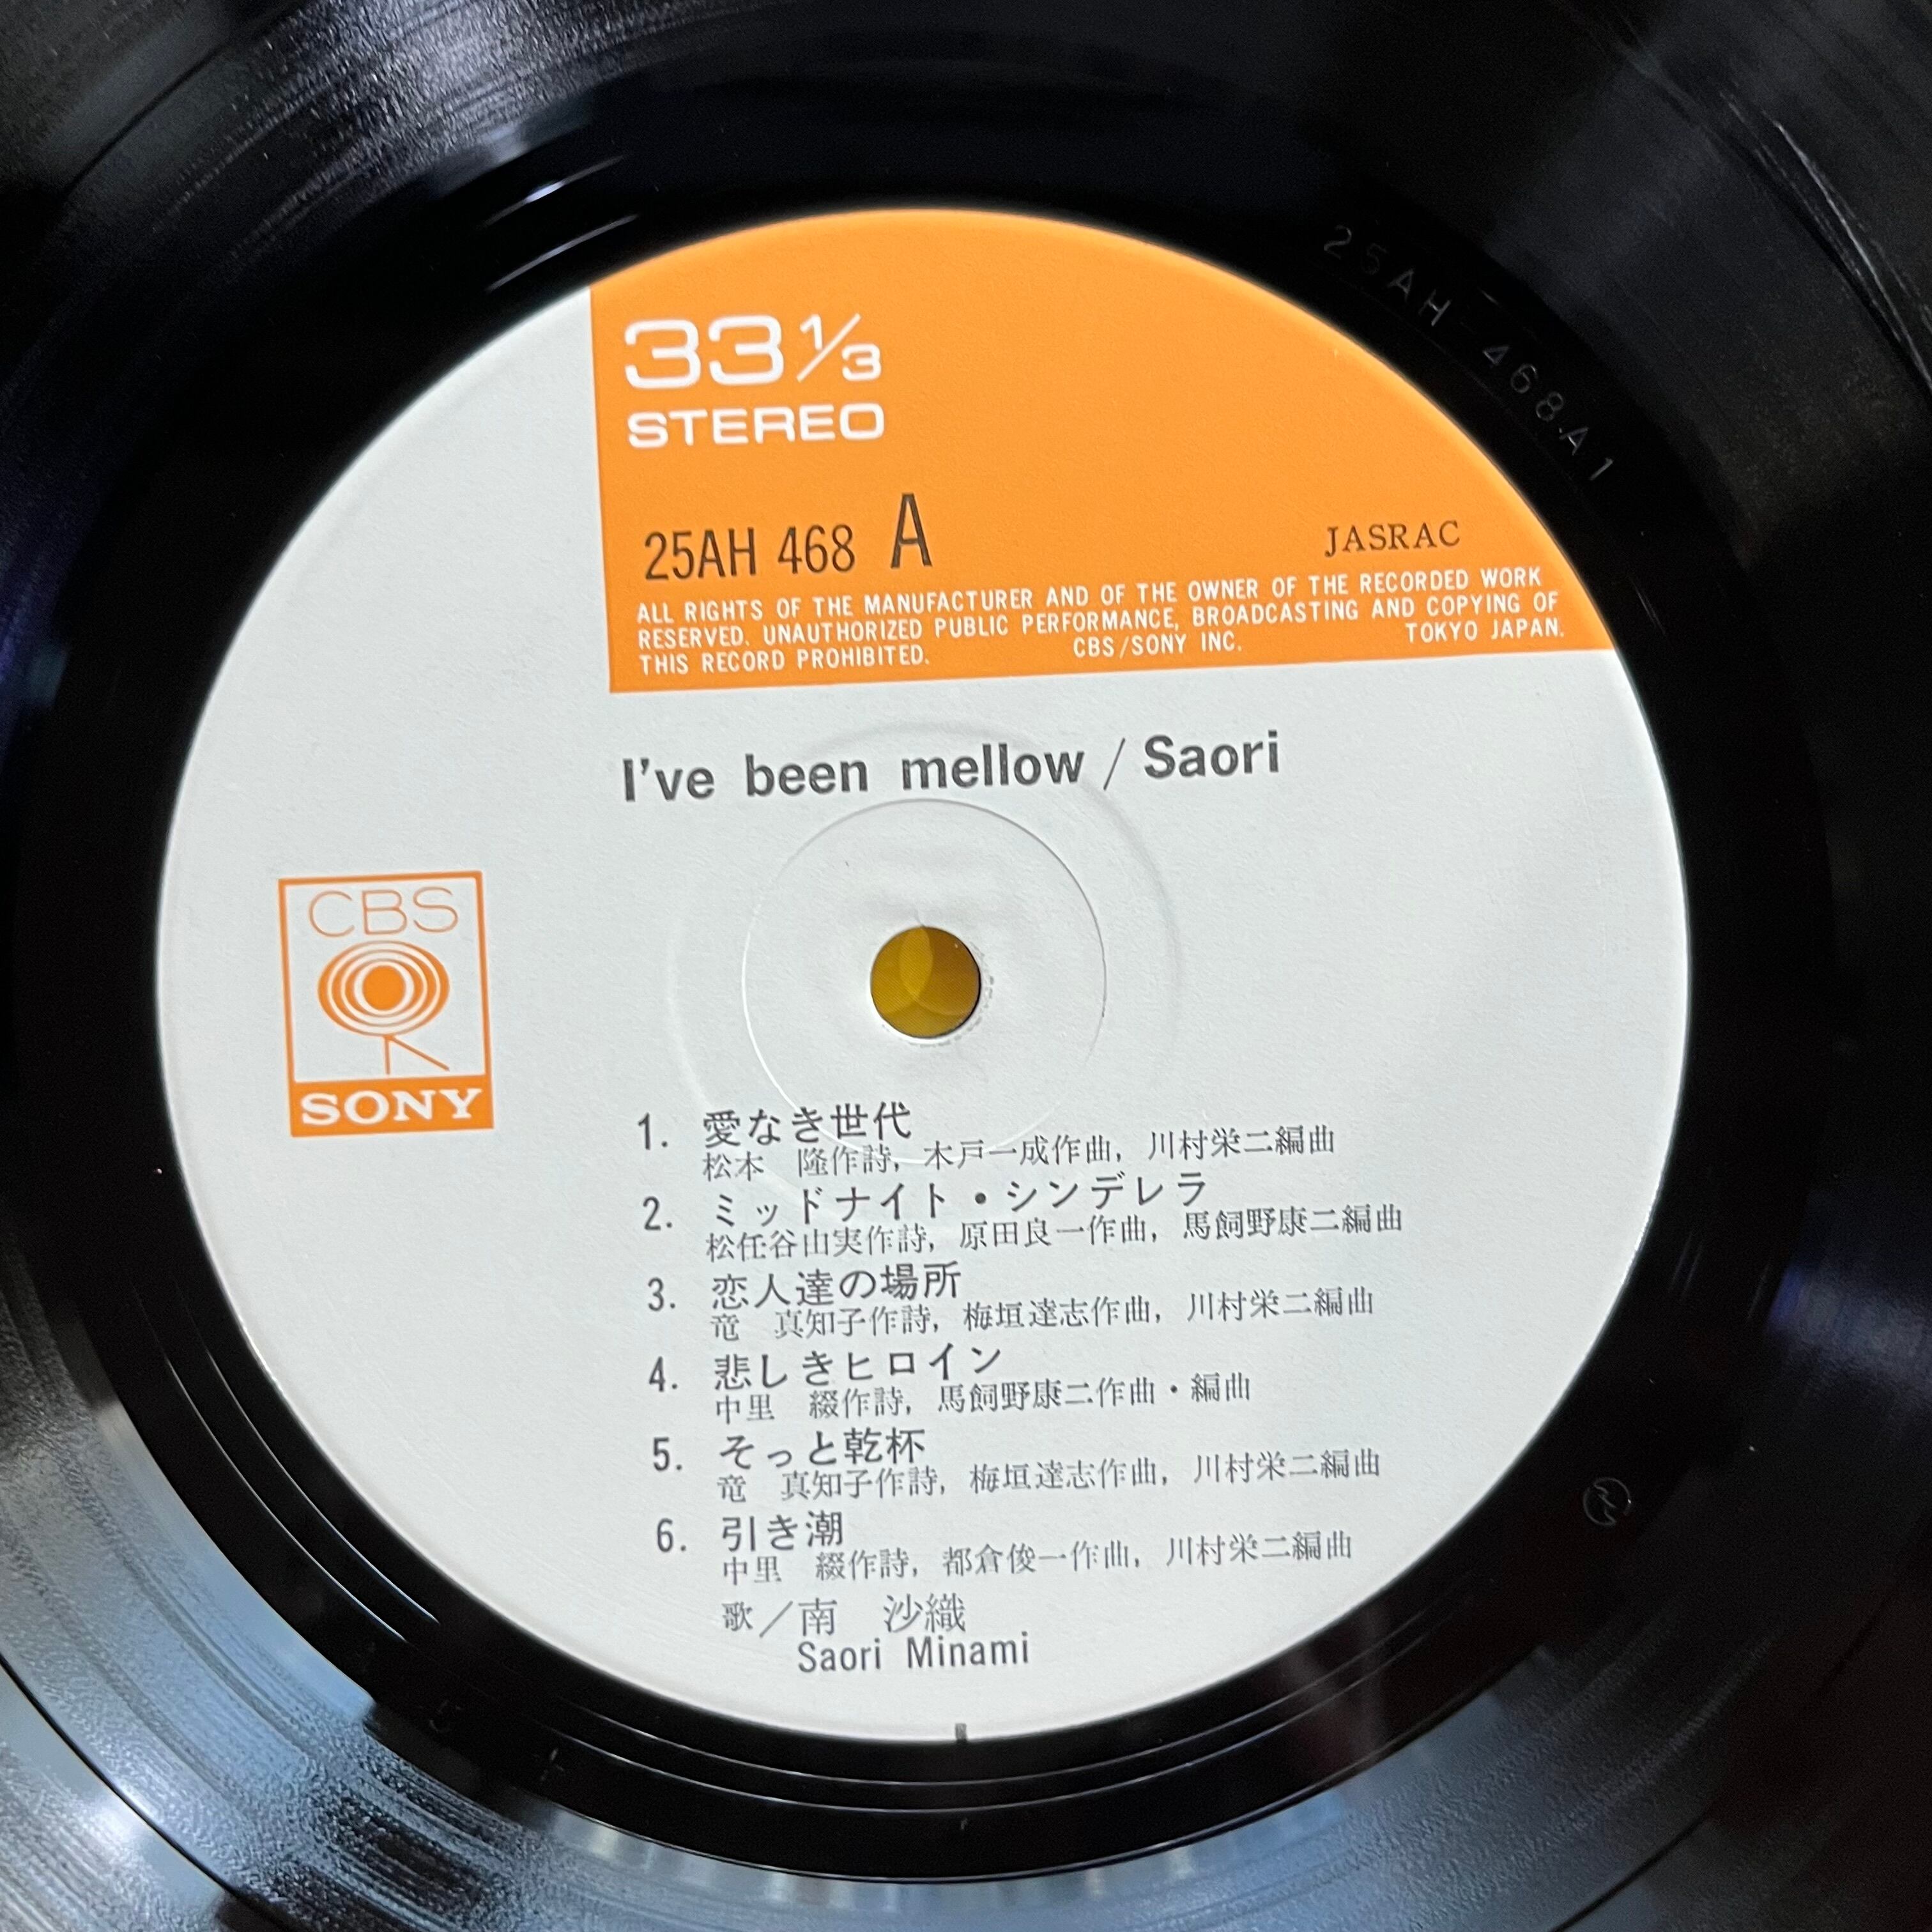 25AH 468A1
33 1/3
STEREO
25AH 468 A
JASRAC
ALL RIGHTS OF THE MANUFACTURER AND OF THE OWNER OF THE RECORDED WORK
RESERVED. UNAUTHORIZED PUBLIC PERFORMANCE, BROADCASTING AND COPYING OF
THIS RECORD PROHIBITED. CBS/SONY INC. TOKYO JAPAN.
I've been mellow / Saori
CBS
SONY
1. 愛なき世代
松本　隆作詩, 木戸一成作曲, 川村栄二編曲
2. ミッドナイト・シンデレラ
松任谷由実作詩, 原田良一作曲, 馬飼野康二編曲
3. 恋人達の場所
竜　真知子作詩, 梅垣達志作曲, 川村栄二編曲
4. 悲しきヒロイン
中里　綴作詩, 馬飼野康二作曲・編曲
5. そっと乾杯
竜　真知子作詩, 梅垣達志作曲, 川村栄二編曲
6. 引き潮
中里　綴作詩, 都倉俊一作曲, 川村栄二編曲
歌／南　沙織
Saori Minami